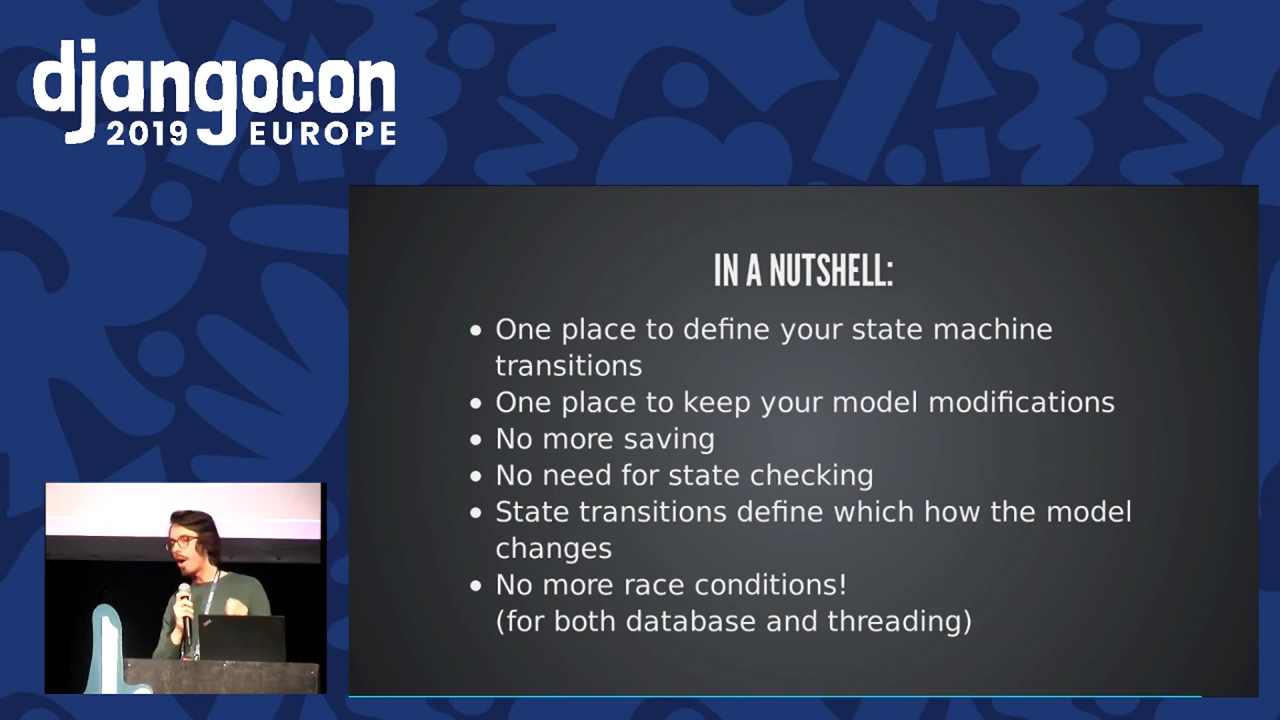 djangocon
2019 EUROPE
IN A NUTSHELL:
• One place to define your state machine
transitions
• One place to keep your model modifications
• No more saving
• No need for state checking
• State transitions define which how the model
changes
• No more race conditions!
(for both database and threading)